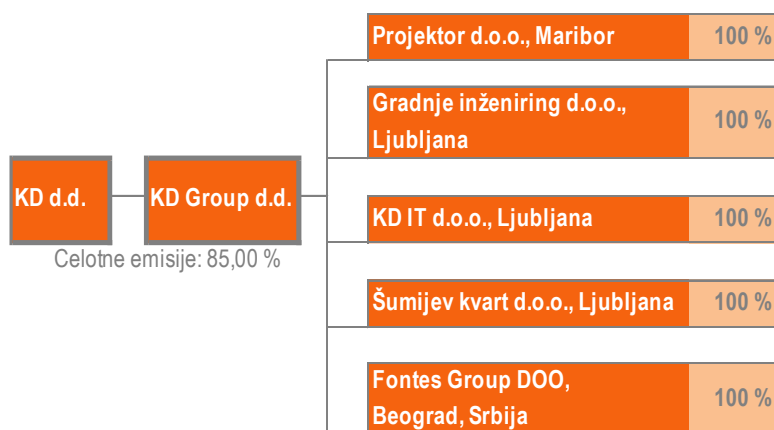 Projektor d.o.o., Maribor 100 %
Gradnje inženiring d.o.o.,
Ljubljana 100 %
KD d.d. KD Group d.d.
KD IT d.o.o., Ljubljana 100 %
Celotne emisije: 85,00 %
Šumijev kvart d.o.o., Ljubljana 100 %
Fontes Group DOO,
Beograd, Srbija 100 %